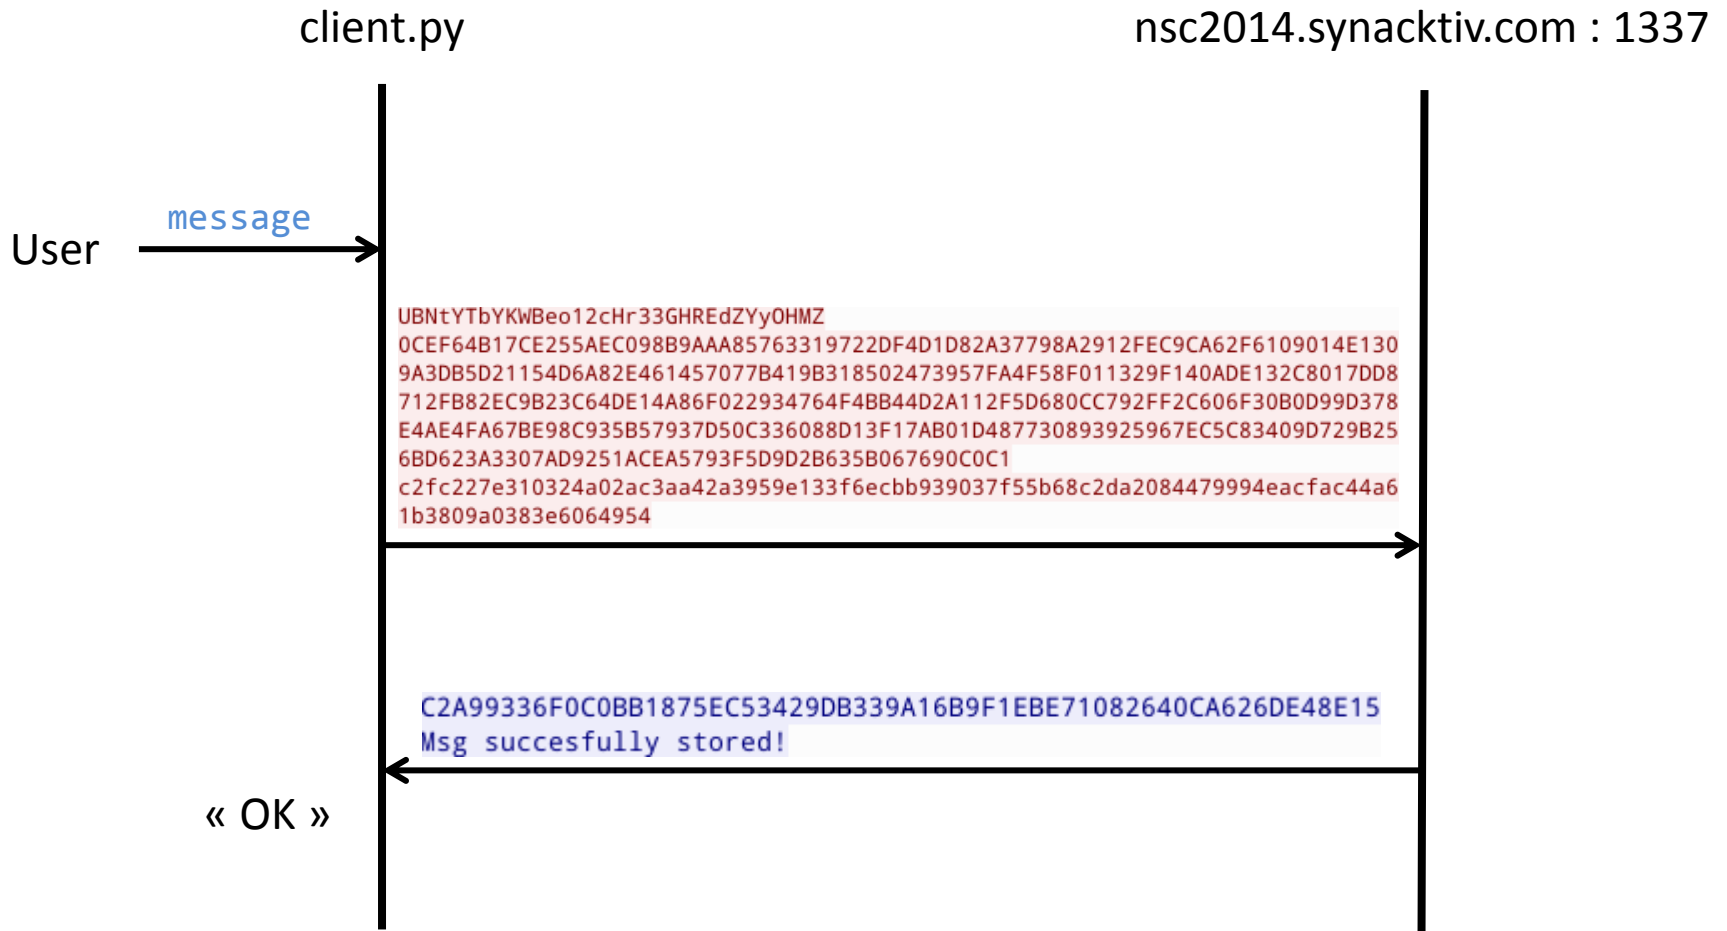 client.py
nsc2014.synacktiv.com : 1337
message
User
UBNtYTbYKWBeo12cHr33GHREdZYyOHMZ
0CEF64B17CE255AEC098B9AAA85763319722DF4D1D82A37798A2912FEC9CA62F6109014E130
9A3DB5D21154D6A82E461457077B419B318502473957FA4F58F011329F140ADE132C8017DD8
712FB82EC9B23C64DE14A86F022934764F4BB44D2A112F5D680CC792FF2C606F30B0D99D378
E4AE4FA67BE98C935B57937D50C336088D13F17AB01D487730893925967EC5C83409D729B25
6BD623A3307AD9251ACEA5793F5D9D2B635B067690C0C1
c2fc227e310324a02ac3aa42a3959e133f6ecbb939037f55b68c2da2084479994eacfac44a6
1b3809a0383e6064954
C2A99336F0C0BB1875EC53429DB339A16B9F1EBE71082640CA626DE48E15
Msg succesfully stored!
« OK »